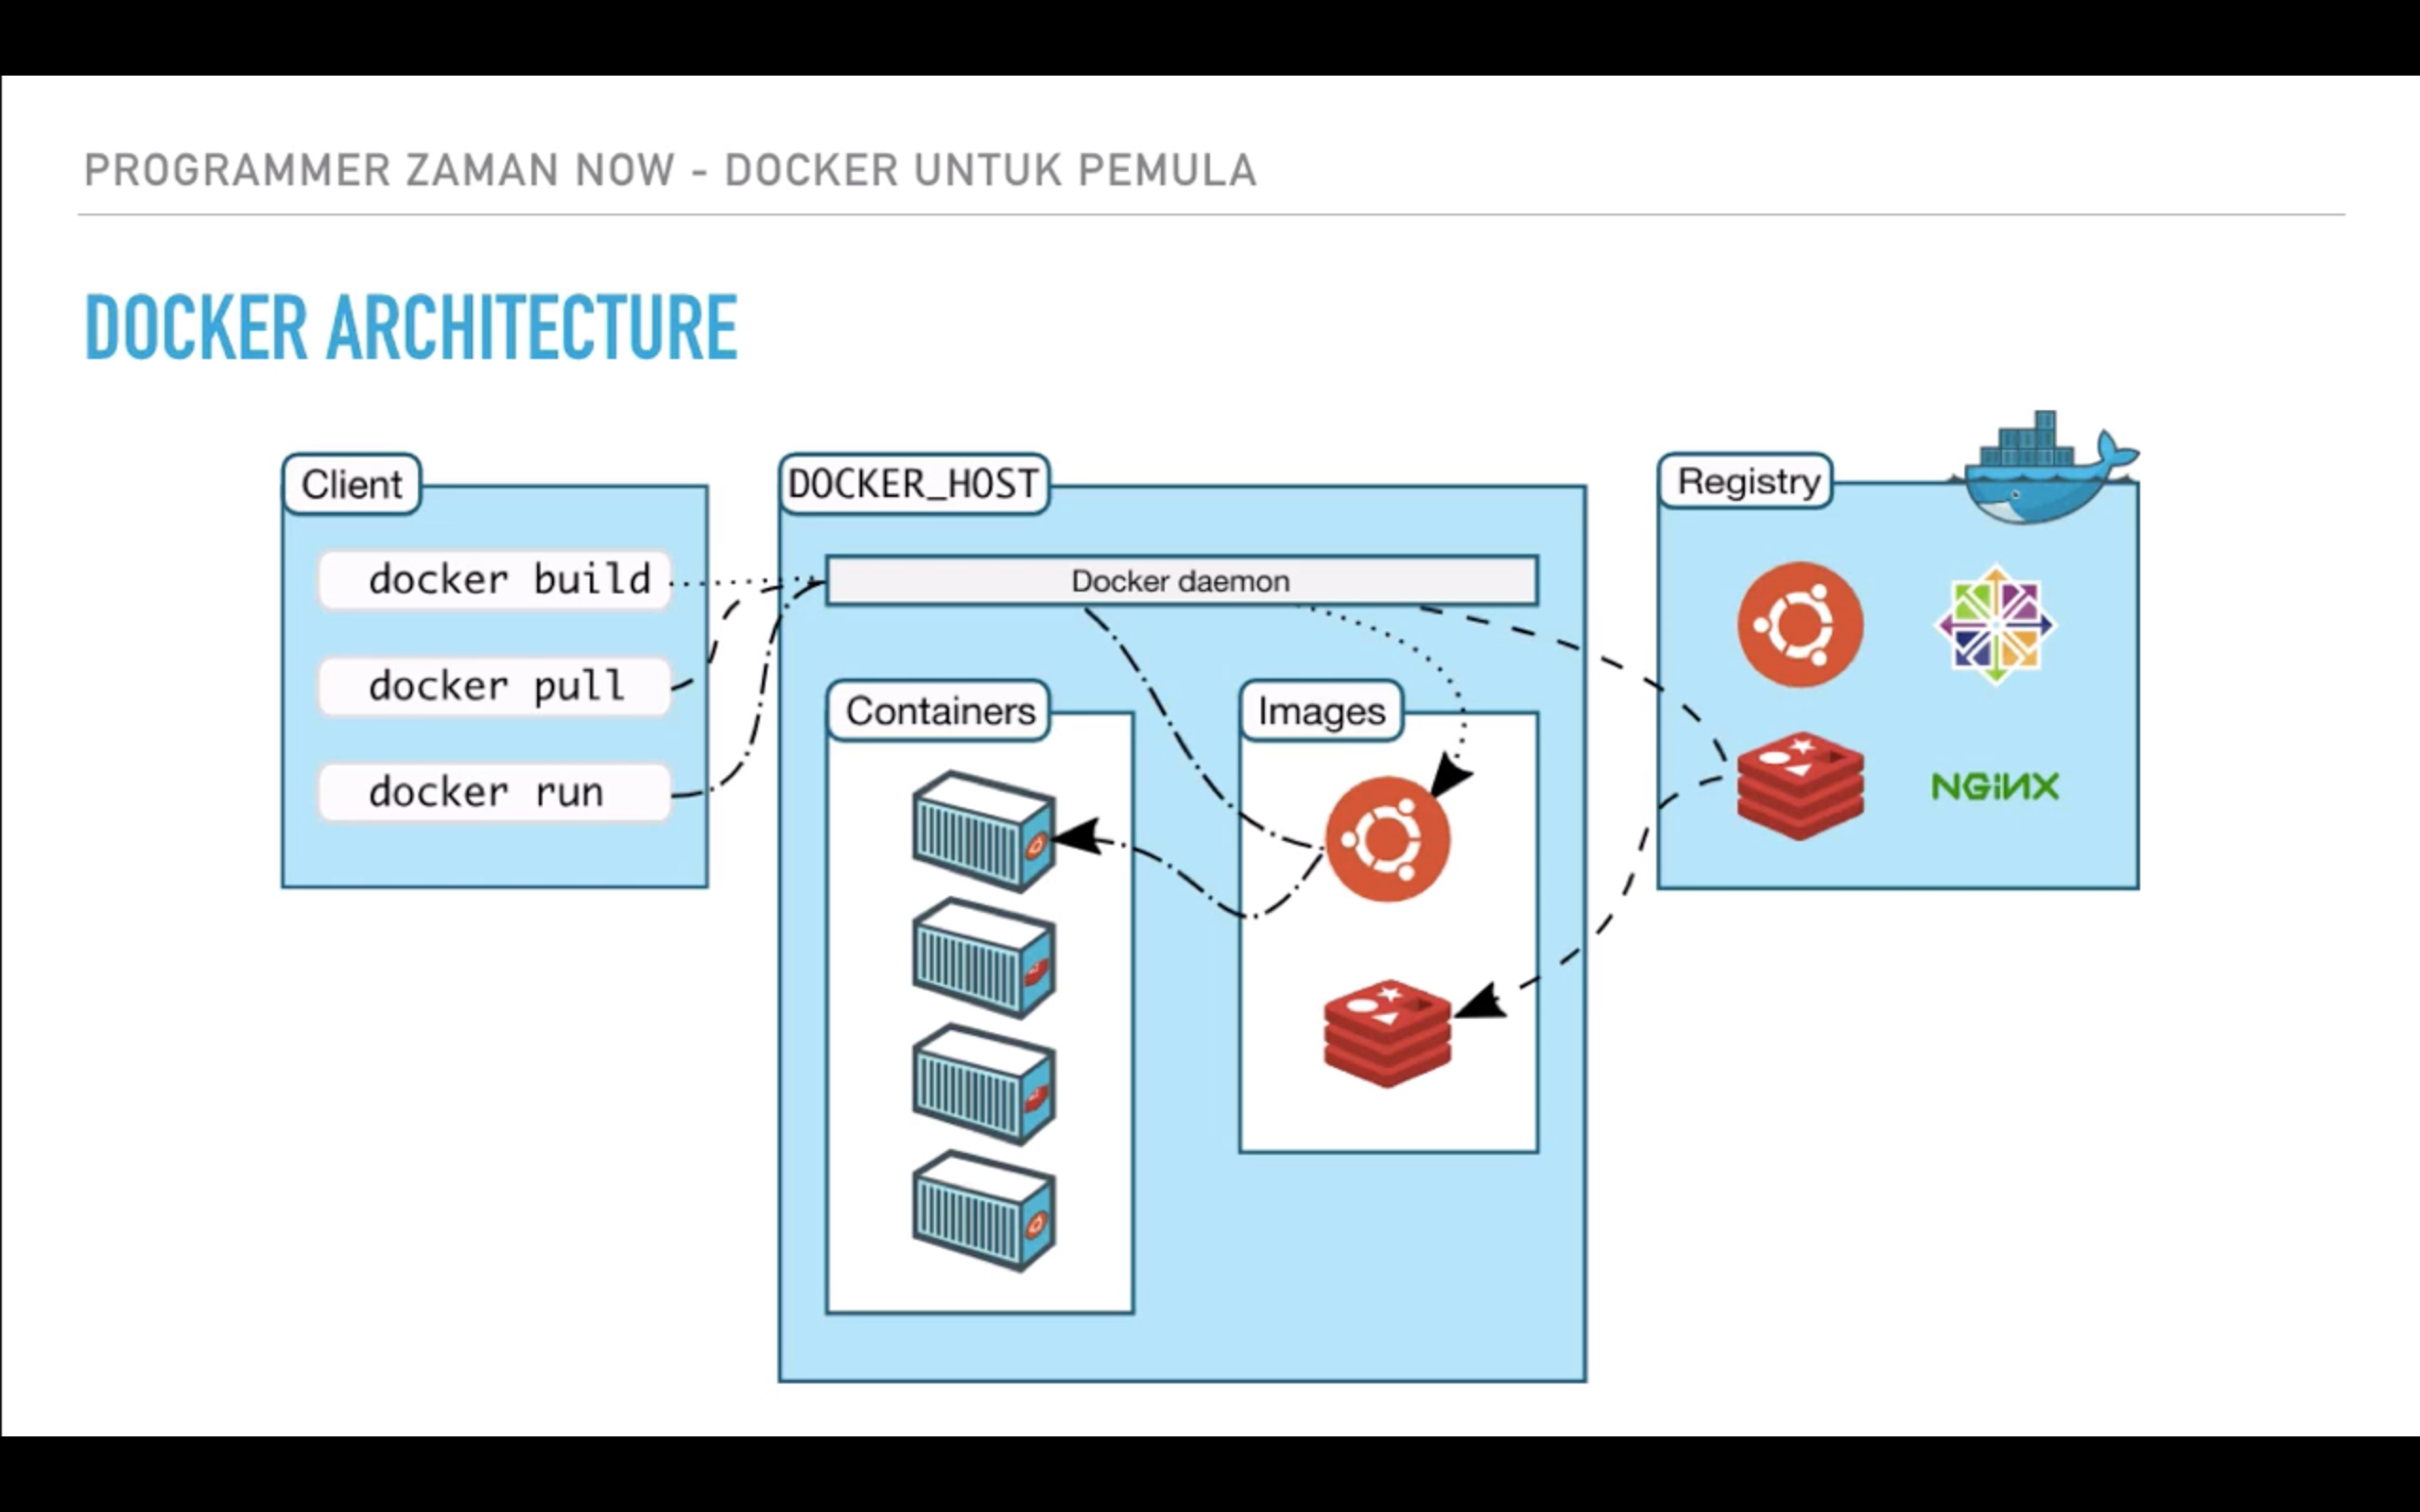 PROGRAMMER ZAMAN NOW - DOCKER UNTUK PEMULA
DOCKER ARCHITECTURE
Client
docker build
docker pull
docker run
DOCKER_HOST
Docker daemon
Containers
Images
Registry
NGiNX